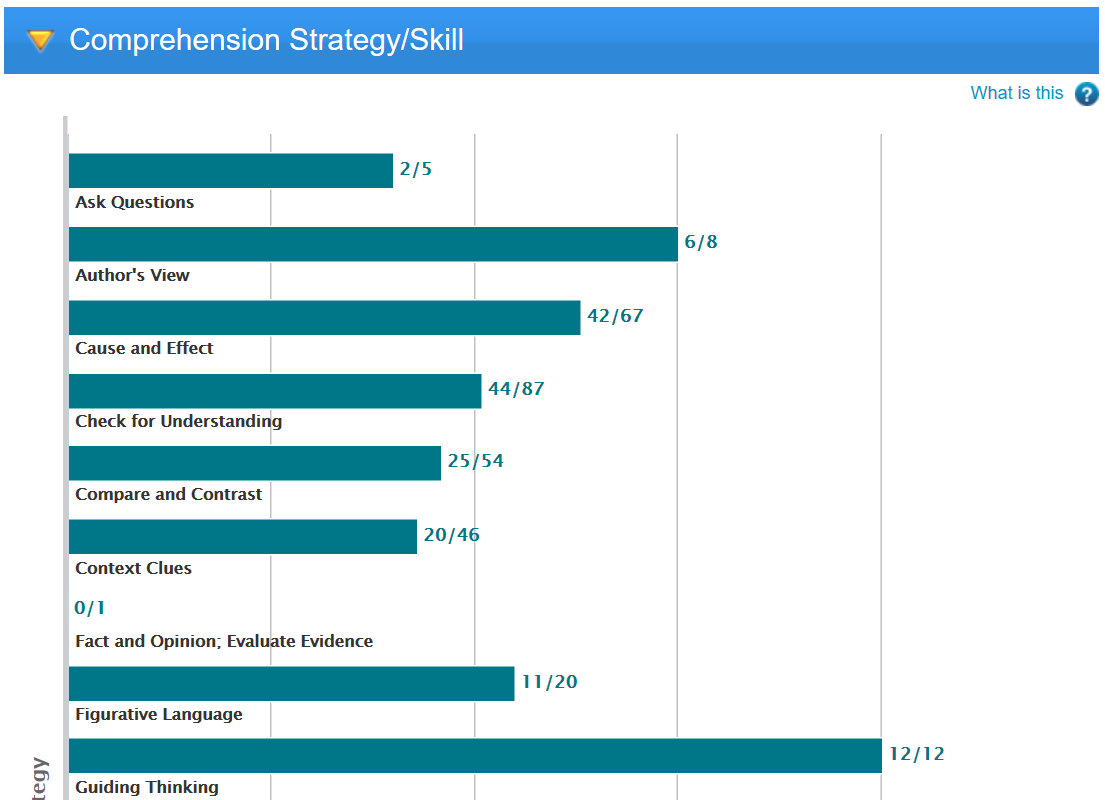 Comprehension Strategy/Skill
What is this ?
2/5
Ask Questions
6/8
Author's View
42/67
Cause and Effect
44/87
Check for Understanding
25/54
Compare and Contrast
20/46
Context Clues
0/1
Fact and Opinion; Evaluate Evidence
11/20
Figurative Language
12/12
Guiding Thinking